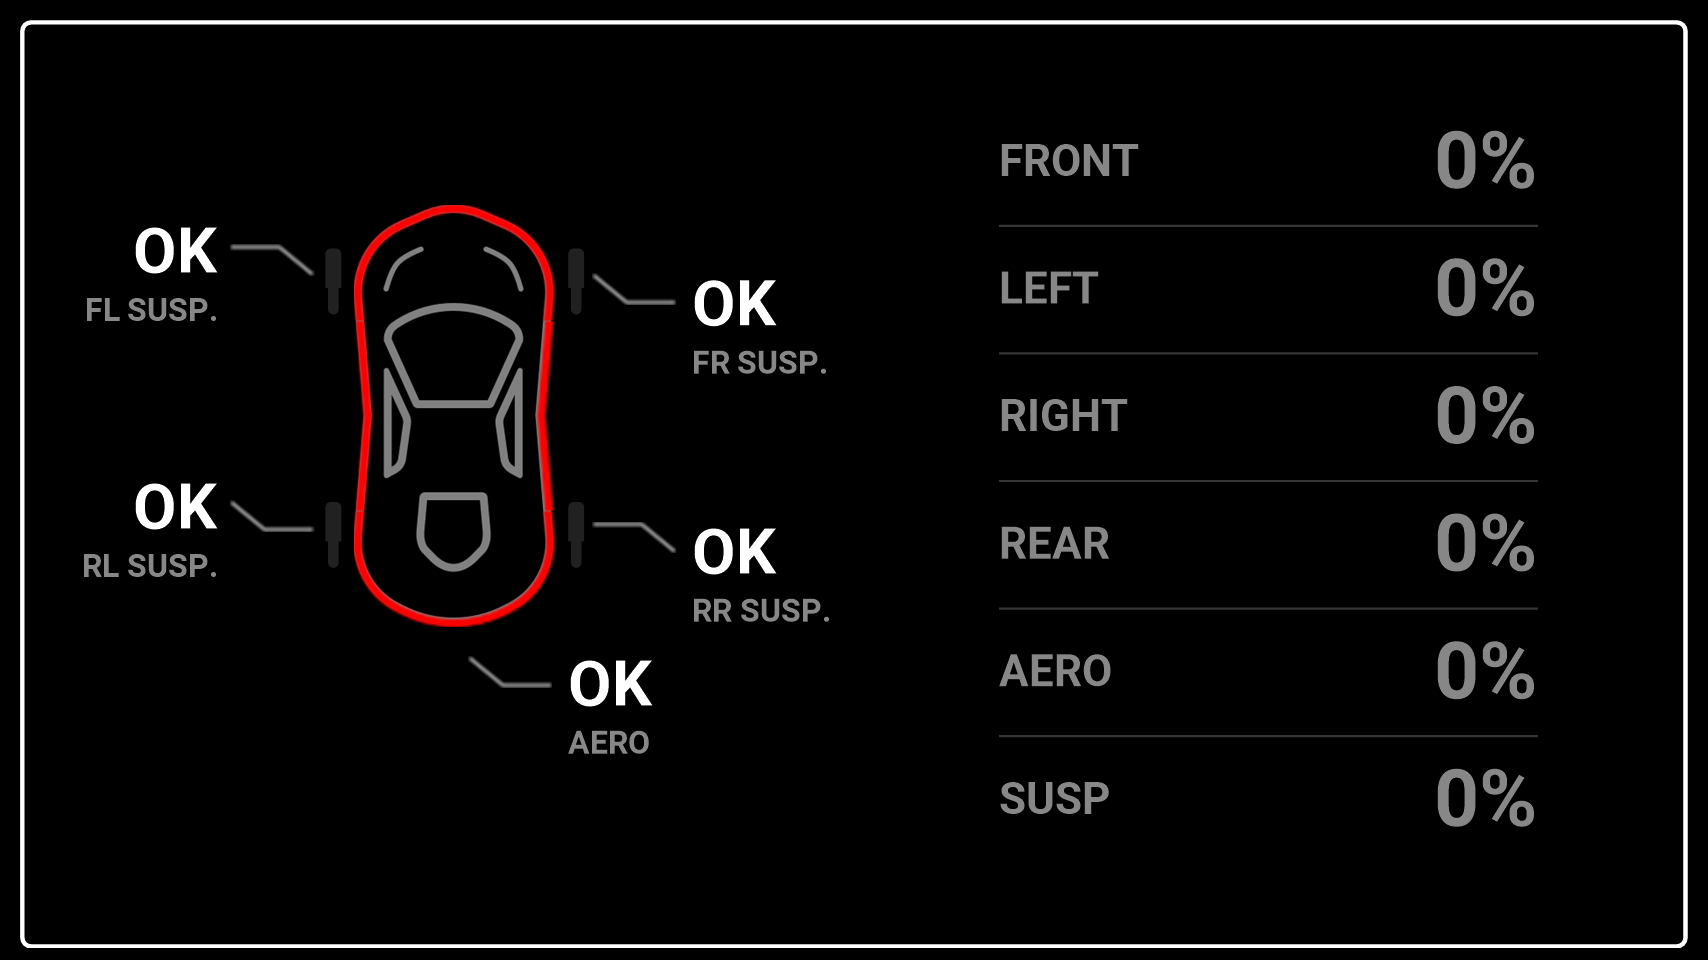 OK
FL SUSP.
OK
FR SUSP.
OK
RL SUSP.
OK
RR SUSP.
OK
AERO
FRONT 0%
LEFT 0%
RIGHT 0%
REAR 0%
AERO 0%
SUSP 0%